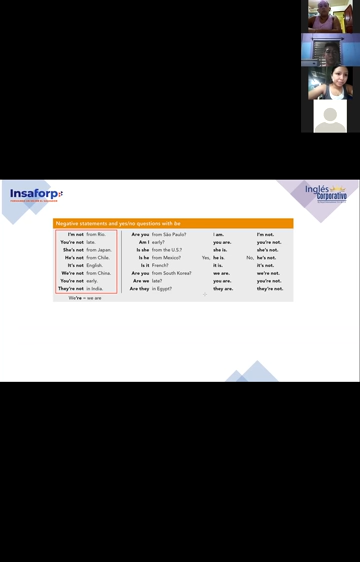 Insaforp
Inglés
Corporativo
Negative statements and yes/no questions with be
I'm not from Rio. Are you from São Paulo? I am. I'm not.
You're not late. Am I early? you are. you're not.
She's not from Japan. Is she from the U.S.? she is. she's not.
He's not from Chile. Is he from Mexico? Yes, he is. No, he's not.
It's not English. Is it French? it is. it's not.
We're not from China. Are you from South Korea? we are. we're not.
You're not early. Are we late? you are. you're not.
They're not in India. Are they in Egypt? they are. they're not.
We're = we are